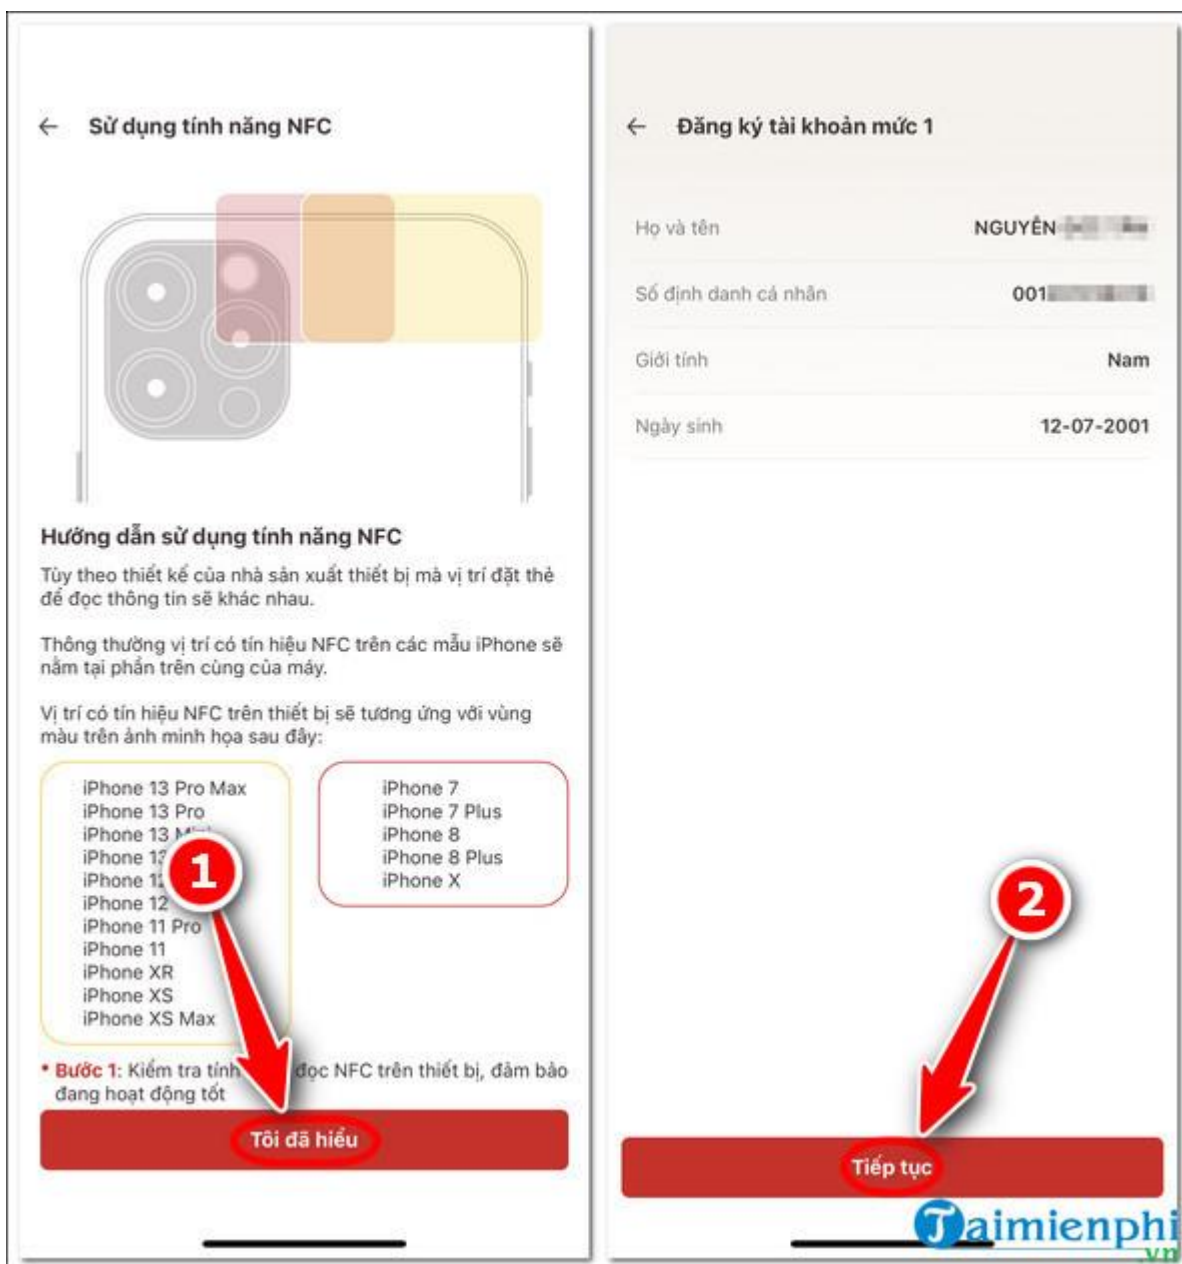 ← Sử dụng tính năng NFC
Hướng dẫn sử dụng tính năng NFC
Tùy theo thiết kế của nhà sản xuất thiết bị mà vị trí đặt thẻ
để đọc thông tin sẽ khác nhau.
Thông thường vị trí có tín hiệu NFC trên các mẫu iPhone sẽ
nằm tại phần trên cùng của máy.
Vị trí có tín hiệu NFC trên thiết bị sẽ tương ứng với vùng
màu trên ảnh minh họa sau đây:
iPhone 13 Pro Max
iPhone 13 Pro
iPhone 13
iPhone
iPhone
iPhone 12
iPhone 11 Pro
iPhone 11
iPhone XR
iPhone XS
iPhone XS Max
iPhone 7
iPhone 7 Plus
iPhone 8
iPhone 8 Plus
iPhone X
1
• Bước 1: Kiểm tra tính đọc NFC trên thiết bị, đảm bảo
đang hoạt động tốt
Tôi đã hiểu
← Đăng ký tài khoản mức 1
Họ và tên NGUYỄN
Số định danh cá nhân 001
Giới tính Nam
Ngày sinh 12-07-2001
2
Tiếp tục
Taimienphi
.vn